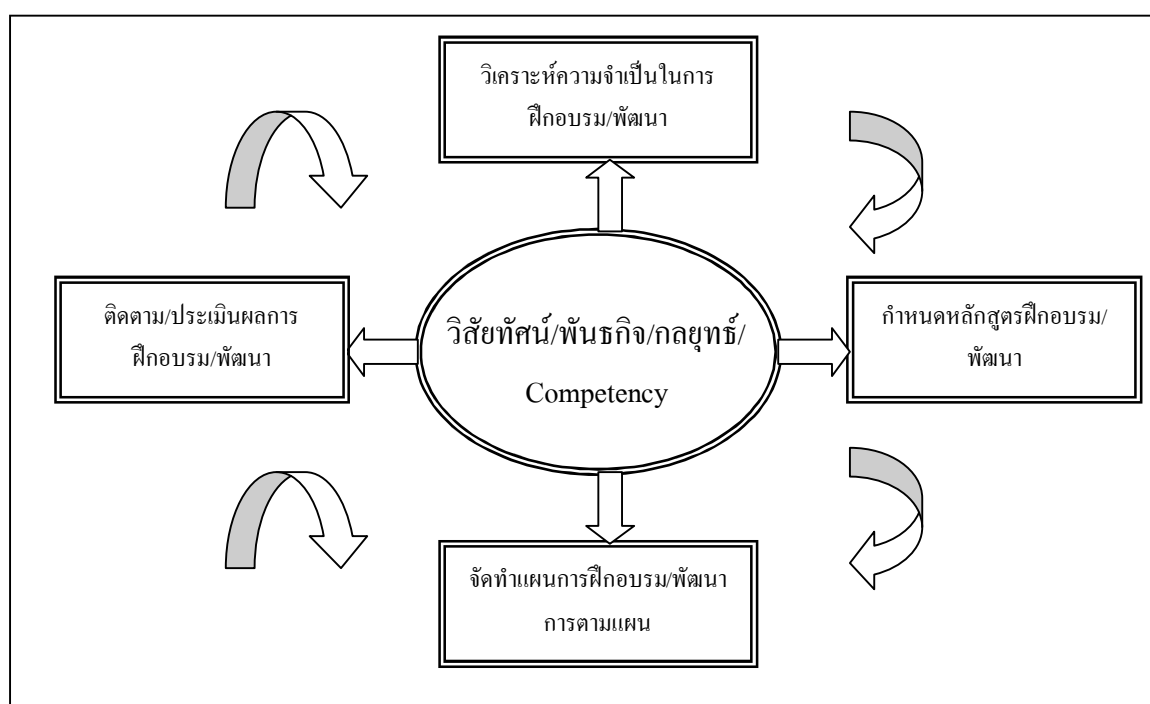 วิเคราะห์ความจำเป็นในการ
ฝึกอบรม/พัฒนา
ติดตาม/ประเมินผลการ
ฝึกอบรม/พัฒนา
วิสัยทัศน์/พันธกิจ/กลยุทธ์/
Competency
กำหนดหลักสูตรฝึกอบรม/
พัฒนา
จัดทำแผนการฝึกอบรม/พัฒนา
การตามแผน